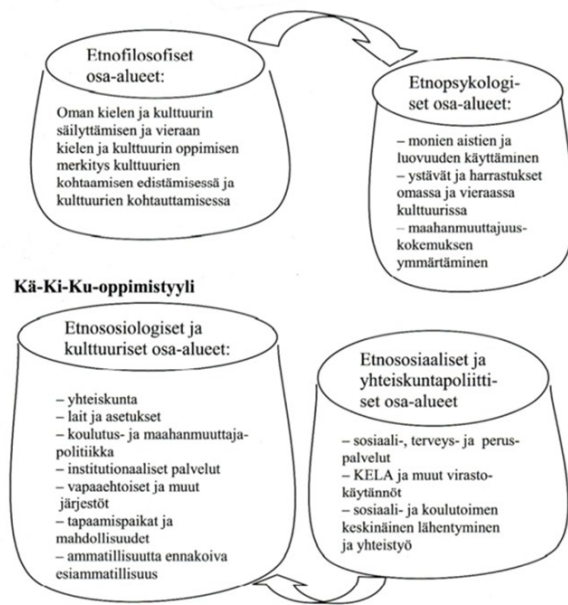 Etnofilosofiset
osa-alueet:
Oman kielen ja kulttuurin
säilyttämisen ja vieraan
kielen ja kulttuurin oppimisen
merkitys kulttuurien
kohtaamisen edistämisessä ja
kulttuurien kohtauttamisessa
Etnopsykologi-
set osa-alueet:
– monien aistien ja
luovuuden käyttäminen
– ystävät ja harrastukset
omassa ja vieraassa
kulttuurissa
– maahanmuuttajuus-
kokemuksen
ymmärtäminen
Kä-Ki-Ku-oppimistyyli
Etnososiologiset ja
kulttuuriset osa-alueet:
– yhteiskunta
– lait ja asetukset
– koulutus- ja maahanmuuttaja-
politiikka
– institutionaaliset palvelut
– vapaaehtoiset ja muut
järjestöt
– tapaamispaikat ja
mahdollisuudet
– ammatillisuutta ennakoiva
esiammatillisuus
Etnososiaaliset ja
yhteiskuntapoliitti-
set osa-alueet
– sosiaali-, terveys- ja perus-
palvelut
– KELA ja muut virasto-
käytännöt
– sosiaali- ja koulutoimen
keskinäinen lähentyminen
ja yhteistyö